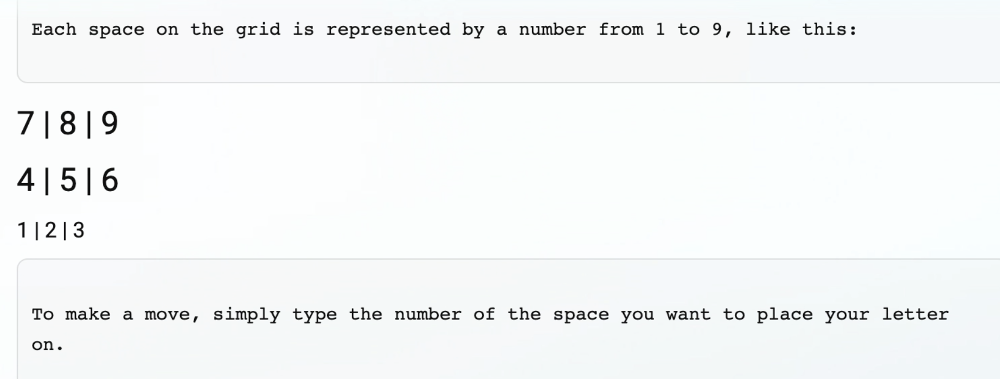 Each space on the grid is represented by a number from 1 to 9, like this:
7|8|9
4|5|6
1|2|3
To make a move, simply type the number of the space you want to place your letter
on.